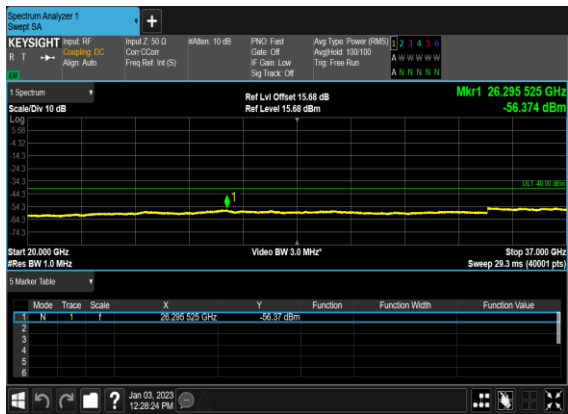 Spectrum Analyzer 1
Swept SA
KEYSIGHT Input: RF Input Z: 50 Ω #Atten: 10 dB PNO: Fast Avg Type: Power (RMS) 1 2 3 4 5 6
R T Coupling: DC Corr CCorr Gate: Off Avg|Hold: 100/100 A W W W W W
Align: Auto Freq Ref: Int (S) IF Gain: Low Trig: Free Run
Sig Track: Off A N N N N N
1 Spectrum Ref Lvl Offset 15.68 dB Mkr1 26.295 525 GHz
Scale/Div 10 dB Ref Level 15.68 dBm -56.374 dBm
Log
5.68
-4.32
-14.3
-24.3
-34.3
DL1 -40.00 dBm
-44.3
1
-54.3
-64.3
-74.3
Start 20.000 GHz Video BW 3.0 MHz* Stop 37.000 GHz
#Res BW 1.0 MHz Sweep 29.3 ms (40001 pts)
5 Marker Table
Mode Trace Scale X Y Function Function Width Function Value
1 N 1 f 26.295 525 GHz -56.37 dBm
2
3
4
5
6
? Jan 03, 2023
12:28:24 PM